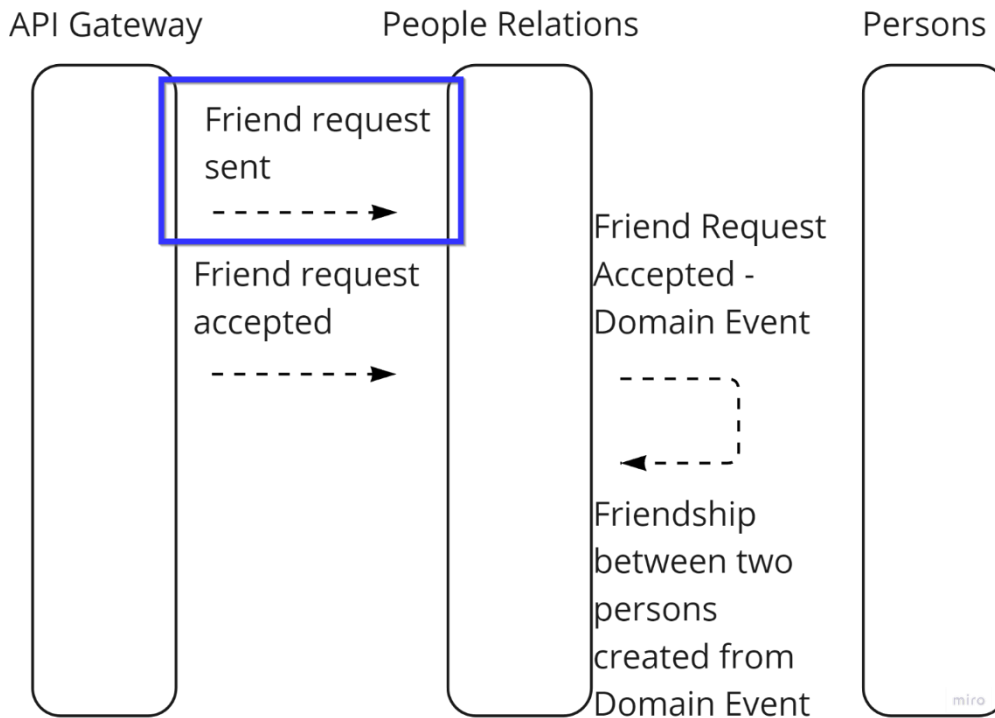 API Gateway
People Relations
Persons
Friend request
sent
Friend request
accepted
Friend Request
Accepted -
Domain Event
Friendship
between two
persons
created from
Domain Event
miro